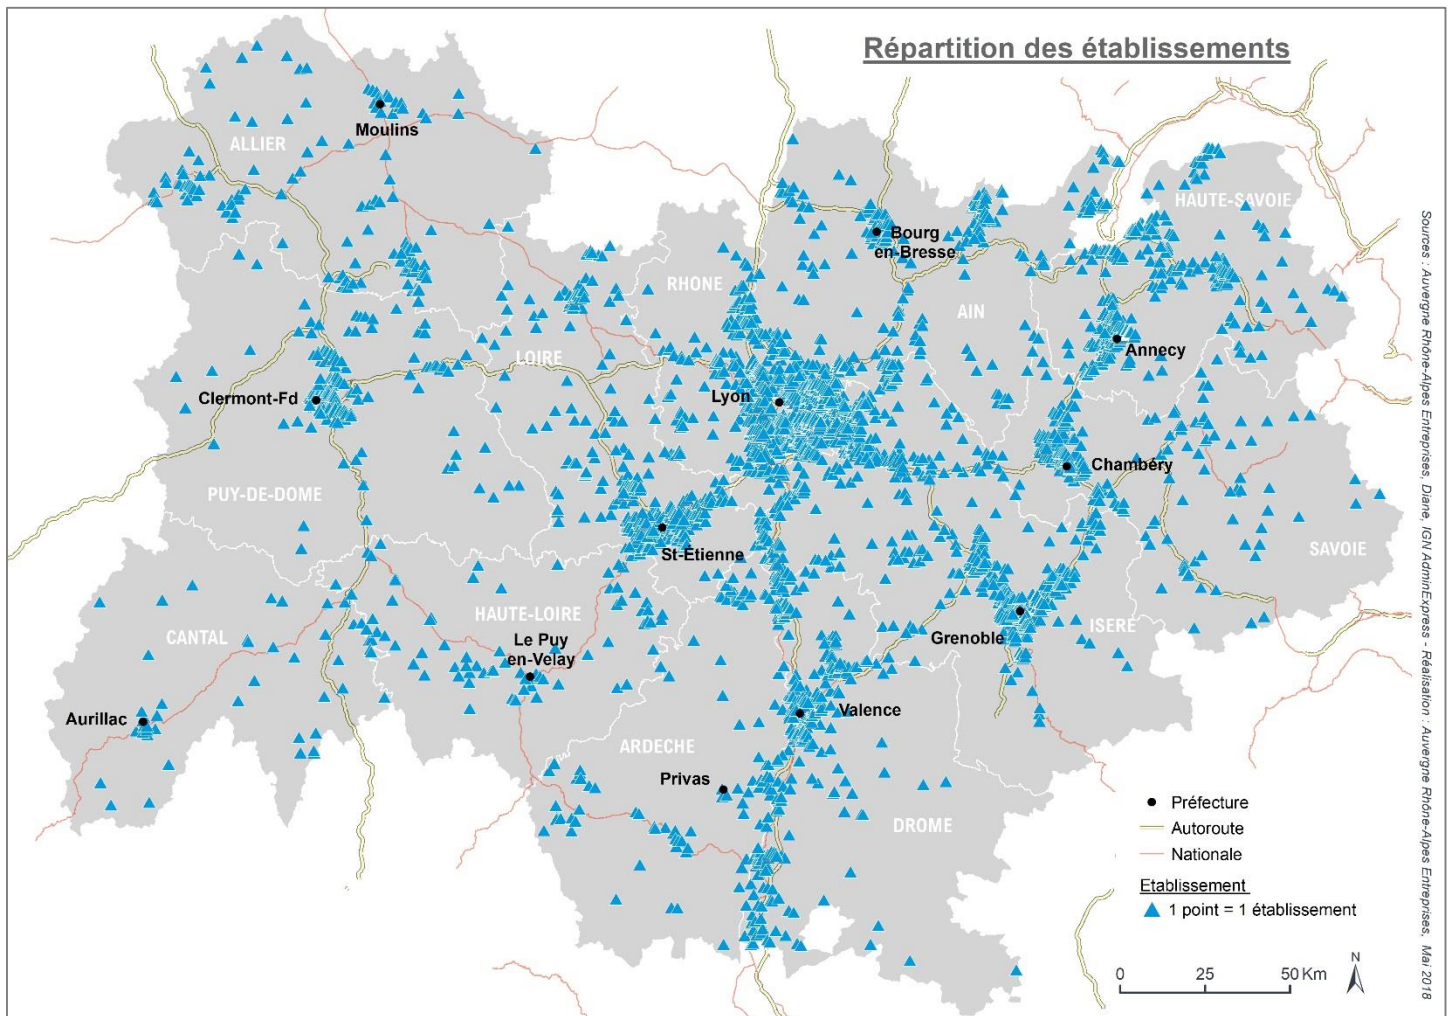 Répartition des établissements
Moulins
ALLIER
HAUTE-SAVOIE
Bourg
en-Bresse
RHONE
AIN
Annecy
LOIRE
Clermont-Fd
Lyon
Chambéry
PUY-DE-DOME
St-Etienne
SAVOIE
HAUTE-LOIRE
ISERE
CANTAL
Grenoble
Le Puy
en-Velay
Aurillac
Valence
ARDECHE
Privas
DROME
Préfecture
Autoroute
Nationale
Etablissement
1 point = 1 établissement
N
0 25 50 Km
Sources : Auvergne Rhône-Alpes Entreprises, Diane, IGN AdminExpress - Réalisation : Auvergne Rhône-Alpes Entreprises, Mai 2018